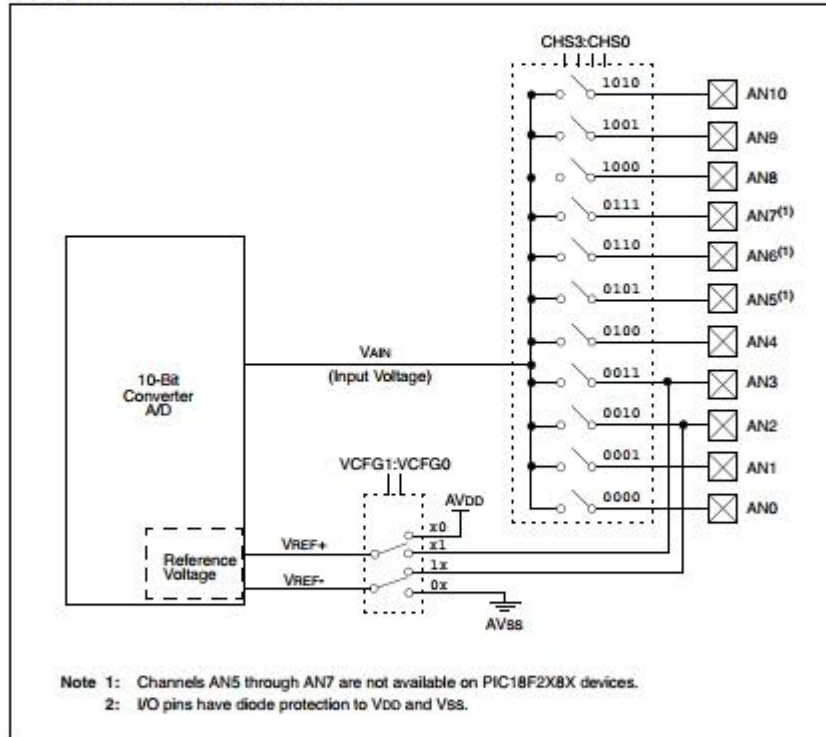 CHS3:CHS0
1010 AN10
1001 AN9
1000 AN8
0111 AN7(1)
0110 AN6(1)
0101 AN5(1)
0100 AN4
VAIN
(Input Voltage)
0011 AN3
10-Bit
Converter
A/D
0010 AN2
0001 AN1
VCFG1:VCFG0
0000 AN0
AVDD
x0
VREF+
x1
Reference
Voltage
1x
VREF-
0x
AVSS
Note 1: Channels AN5 through AN7 are not available on PIC18F2X8X devices.
2: I/O pins have diode protection to VDD and VSS.